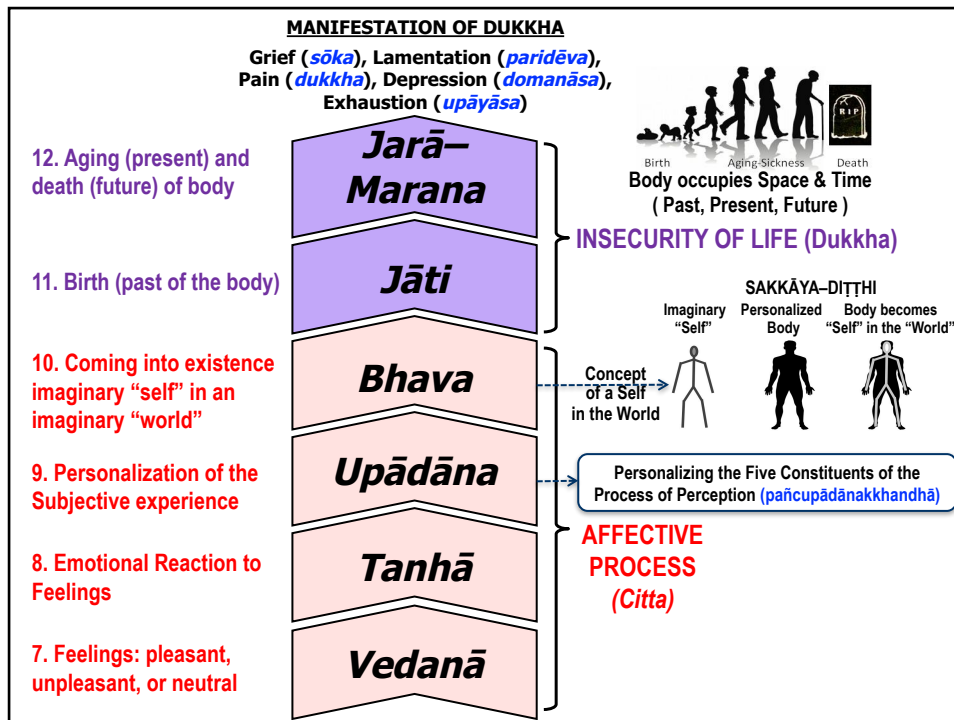 MANIFESTATION OF DUKKHA
Grief (sōka), Lamentation (paridēva),
Pain (dukkha), Depression (domanāsa),
Exhaustion (upāyāsa)
12. Aging (present) and
death (future) of body
Jarā–
Marana
R I P
Birth
Aging-Sickness
Death
Body occupies Space & Time
( Past, Present, Future )
INSECURITY OF LIFE (Dukkha)
11. Birth (past of the body)
Jāti
SAKKĀYA–DIṬṬHI
Imaginary
“Self”
Personalized
Body
Body becomes
“Self” in the “World”
10. Coming into existence
imaginary “self” in an
imaginary “world”
Bhava
Concept
of a Self
in the World
9. Personalization of the
Subjective experience
Upādāna
Personalizing the Five Constituents of the
Process of Perception (pañcupādānakkhandhā)
AFFECTIVE
PROCESS
(Citta)
8. Emotional Reaction to
Feelings
Tanhā
7. Feelings: pleasant,
unpleasant, or neutral
Vedanā